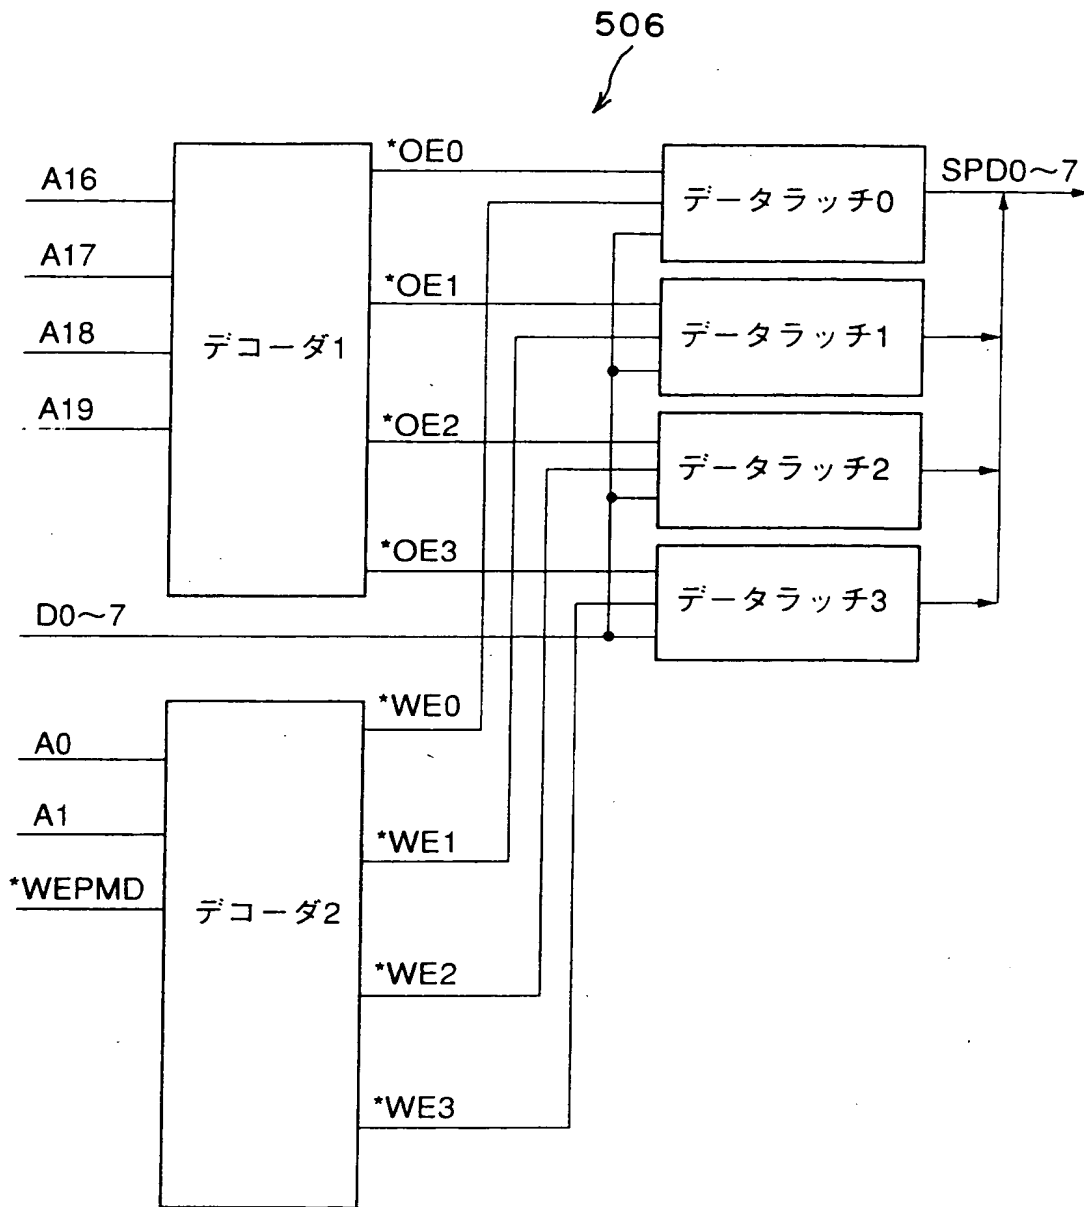 506
A16
A17
A18
A19
デコーダ1
*OE0
*OE1
*OE2
*OE3
データラッチ0
データラッチ1
データラッチ2
データラッチ3
SPD0〜7
D0〜7
A0
A1
*WEPMD
デコーダ2
*WE0
*WE1
*WE2
*WE3